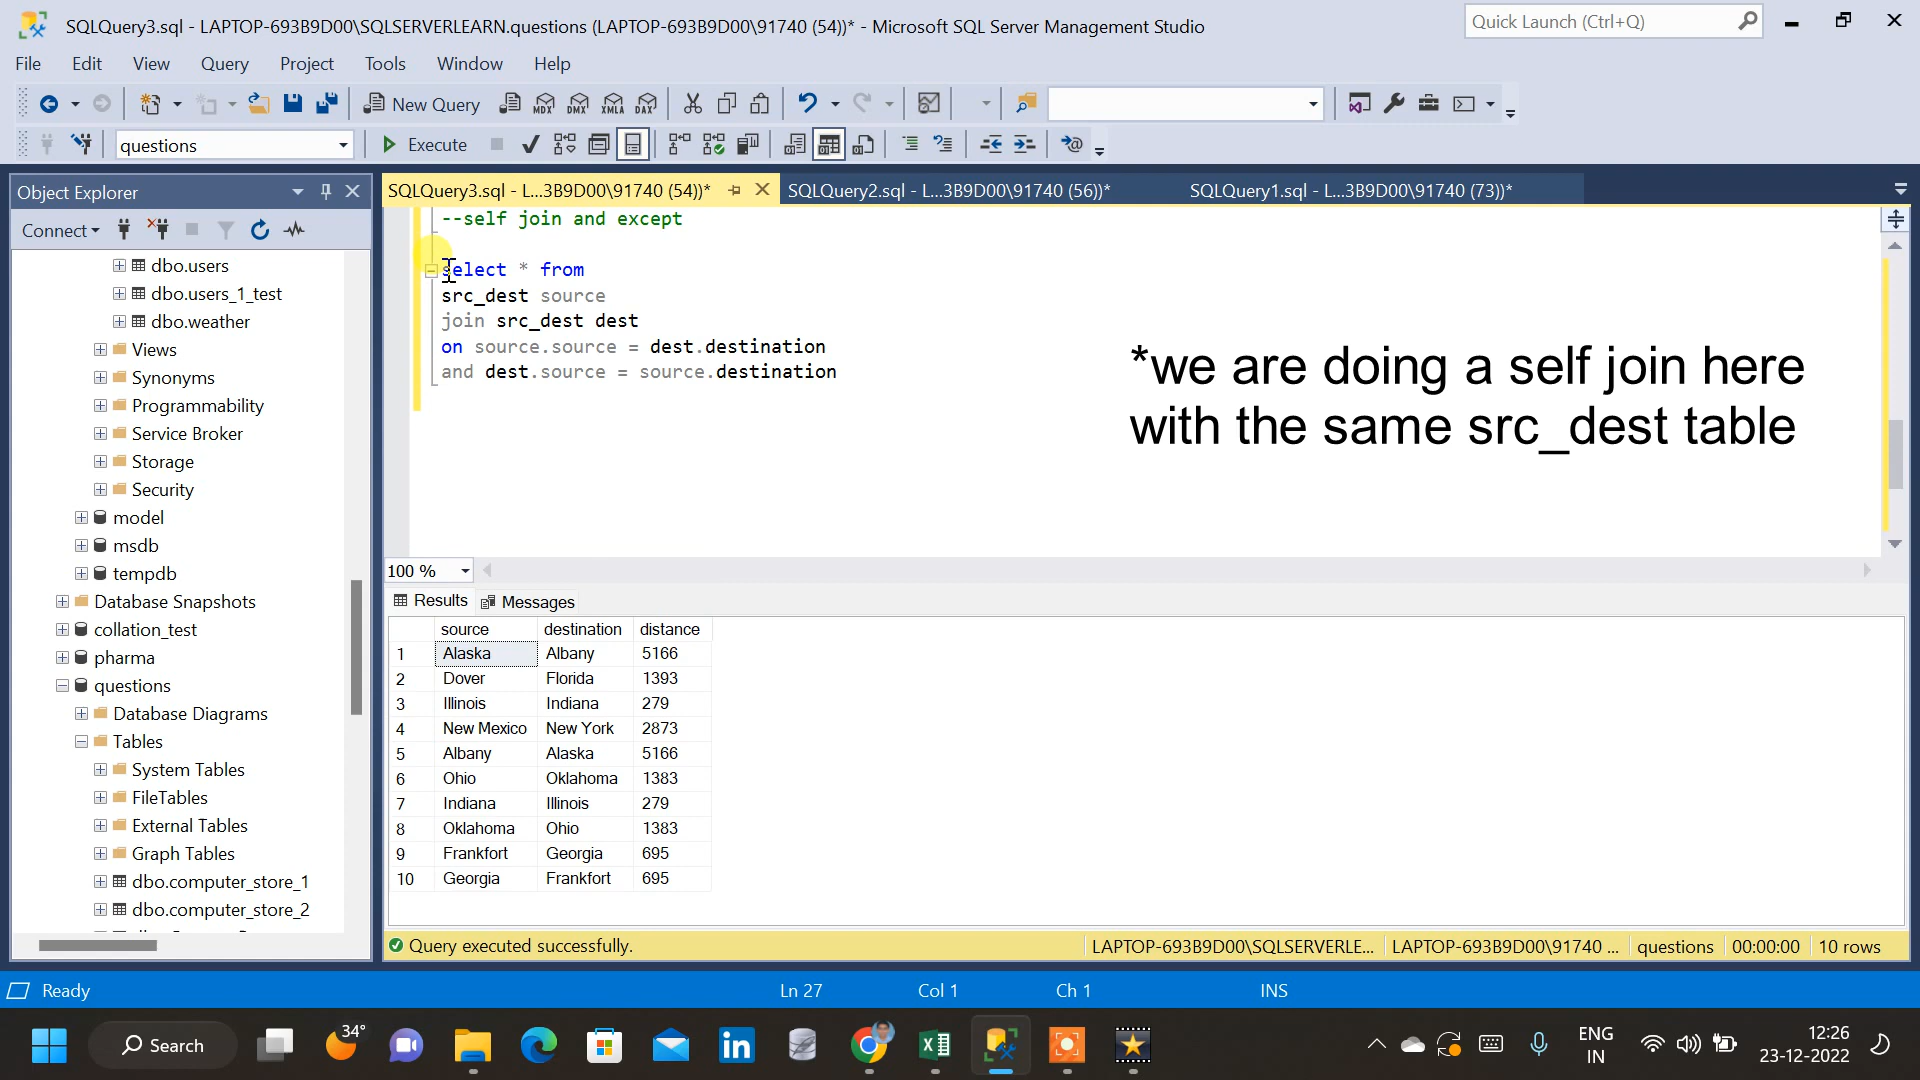 SQLQuery3.sql - LAPTOP-693B9D00\SQLSERVERLEARN.questions (LAPTOP-693B9D00\91740 (54))* - Microsoft SQL Server Management Studio
Quick Launch (Ctrl+Q)
File Edit View Query Project Tools Window Help
New Query MDX DMX XMLA DAX
questions Execute
Object Explorer
SQLQuery3.sql - L...3B9D00\91740 (54))* SQLQuery2.sql - L...3B9D00\91740 (56))* SQLQuery1.sql - L...3B9D00\91740 (73))*
Connect
dbo.users
dbo.users_1_test
dbo.weather
Views
Synonyms
Programmability
Service Broker
Storage
Security
model
msdb
tempdb
Database Snapshots
collation_test
pharma
questions
Database Diagrams
Tables
System Tables
FileTables
External Tables
Graph Tables
dbo.computer_store_1
dbo.computer_store_2
--self join and except
select * from
src_dest source
join src_dest dest
on source.source = dest.destination
and dest.source = source.destination
*we are doing a self join here
with the same src_dest table
100 %
Results Messages
source destination distance
1 Alaska Albany 5166
2 Dover Florida 1393
3 Illinois Indiana 279
4 New Mexico New York 2873
5 Albany Alaska 5166
6 Ohio Oklahoma 1383
7 Indiana Illinois 279
8 Oklahoma Ohio 1383
9 Frankfort Georgia 695
10 Georgia Frankfort 695
Query executed successfully. LAPTOP-693B9D00\SQLSERVERLE... LAPTOP-693B9D00\91740 ... questions 00:00:00 10 rows
Ready Ln 27 Col 1 Ch 1 INS
Search
34°
ENG
IN
12:26
23-12-2022